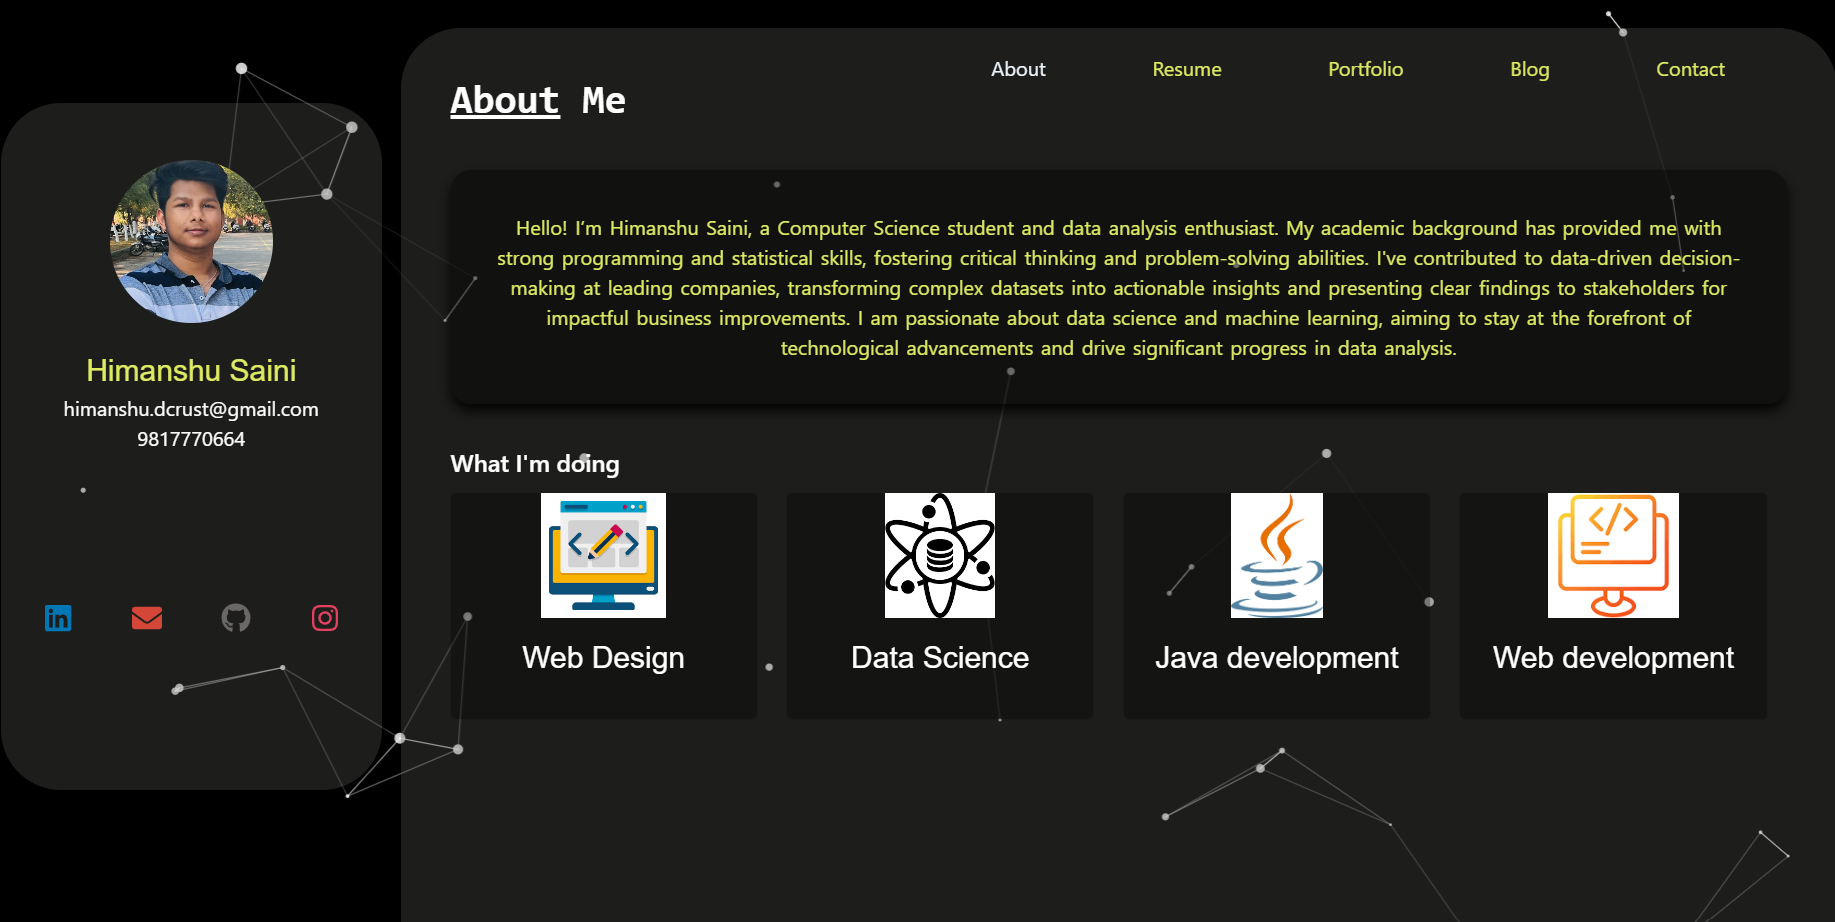 About
Resume
Portfolio
Blog
Contact
About Me
Himanshu Saini
himanshu.dcrust@gmail.com
9817770664
Hello! I’m Himanshu Saini, a Computer Science student and data analysis enthusiast. My academic background has provided me with
strong programming and statistical skills, fostering critical thinking and problem-solving abilities. I've contributed to data-driven decision-
making at leading companies, transforming complex datasets into actionable insights and presenting clear findings to stakeholders for
impactful business improvements. I am passionate about data science and machine learning, aiming to stay at the forefront of
technological advancements and drive significant progress in data analysis.
What I'm doing
Web Design
Data Science
Java development
Web development